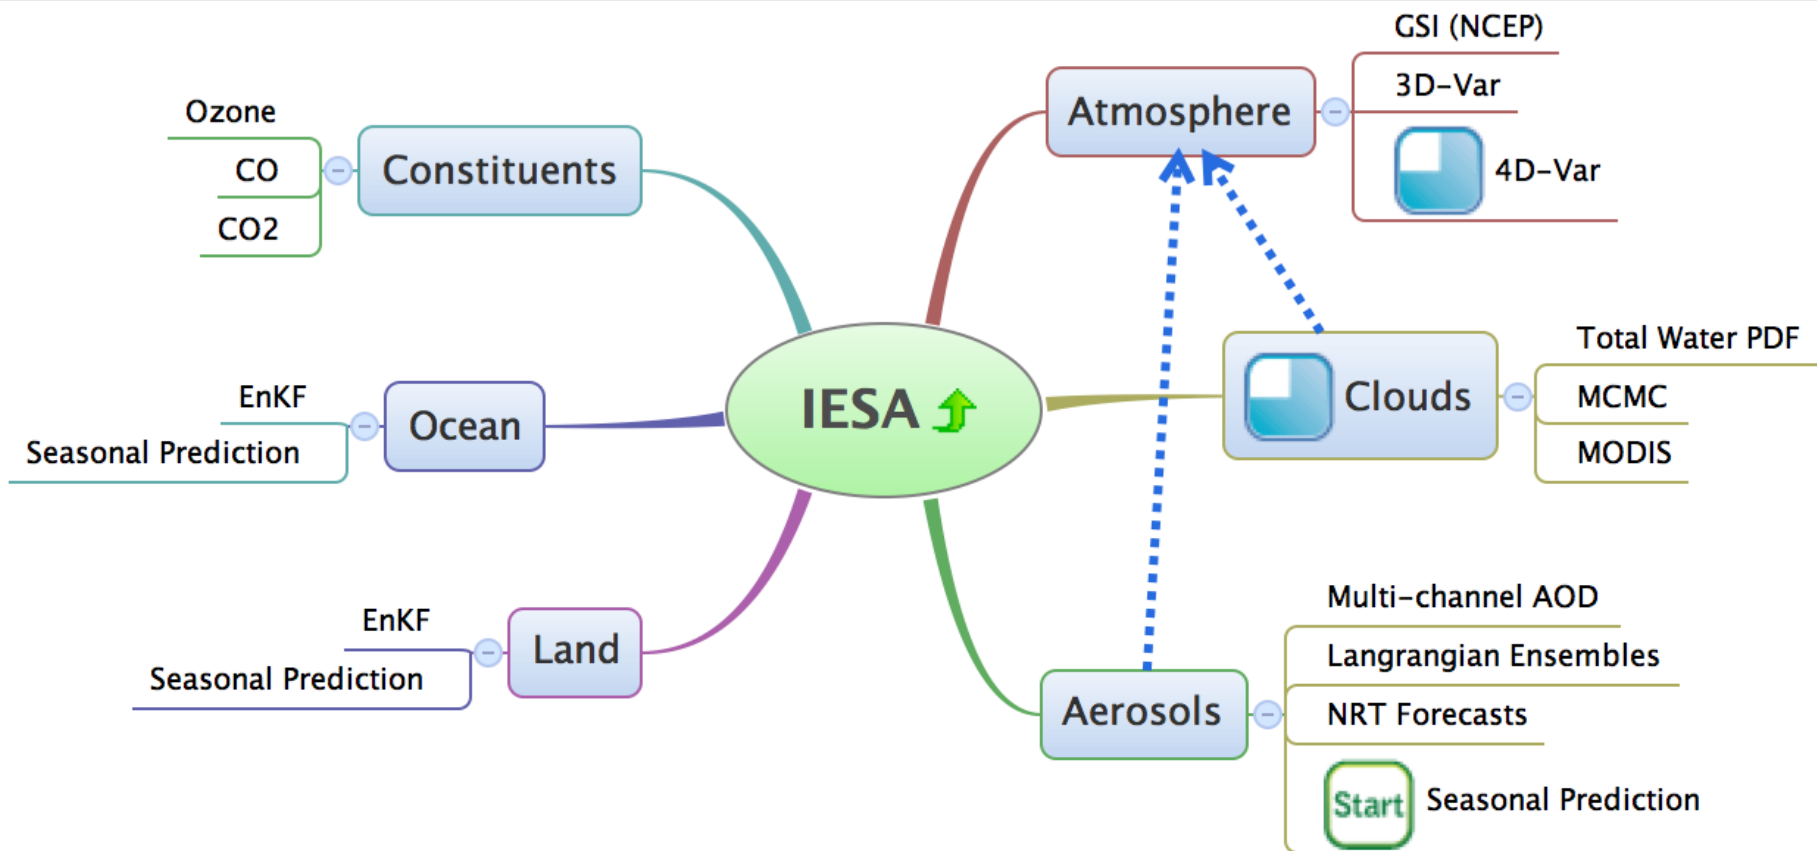 GSI (NCEP)
Atmosphere
3D-Var
4D-Var
Ozone
Constituents
CO
CO2
Total Water PDF
IESA
Clouds
MCMC
MODIS
EnKF
Ocean
Seasonal Prediction
EnKF
Land
Seasonal Prediction
Multi-channel AOD
Langrangian Ensembles
Aerosols
NRT Forecasts
Start Seasonal Prediction